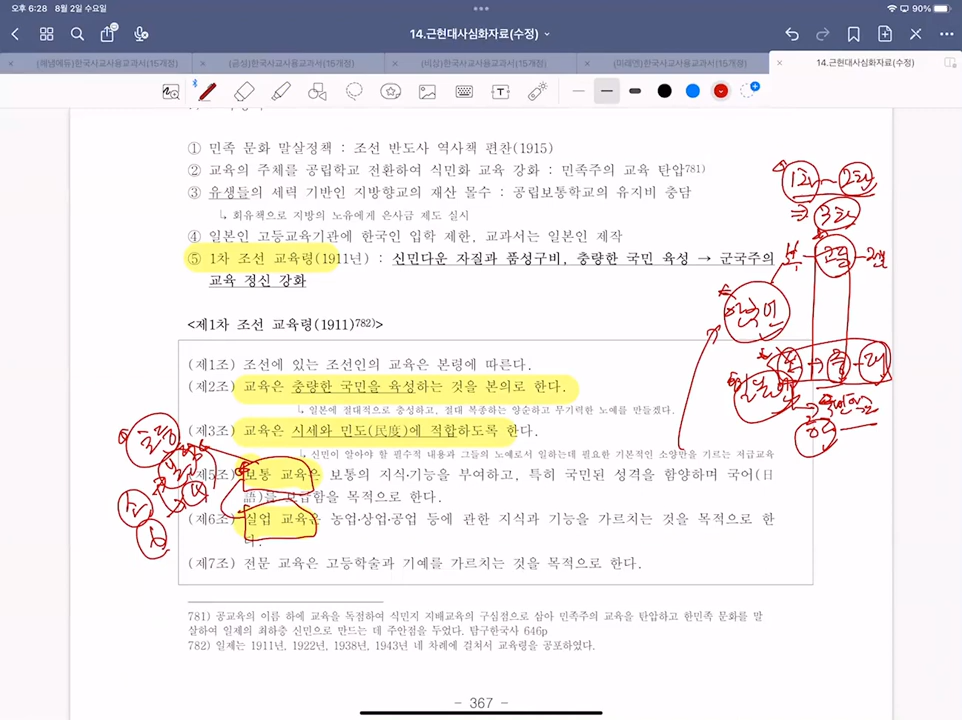 오후 6:28 8월 2일 수요일
90%
14.근현대사심화자료(수정)
(해냄에듀)한국사교사용교과서(15개정)
(금성)한국사교사용교과서(15개정)
(비상)한국사교사용교과서(15개정)
(미래엔)한국사교사용교과서(15개정)
14.근현대사심화자료(수정)
① 민족 문화 말살정책 : 조선 반도사 역사책 편찬(1915)
② 교육의 주체를 공립학교 전환하여 식민화 교육 강화 : 민족주의 교육 탄압781)
③ 유생들의 세력 기반인 지방향교의 재산 몰수 : 공립보통학교의 유지비 충담
↳ 회유책으로 지방의 노유에게 은사금 제도 실시
④ 일본인 고등교육기관에 한국인 입학 제한, 교과서는 일본인 제작
⑤ 1차 조선 교육령(1911년) : 신민다운 자질과 품성구비, 충량한 국민 육성 → 군국주의
교육 정신 강화
<제1차 조선 교육령(1911)782)>
(제1조) 조선에 있는 조선인의 교육은 본령에 따른다.
(제2조) 교육은 충량한 국민을 육성하는 것을 본의로 한다.
↳ 일본에 절대적으로 충성하고, 절대 복종하는 양순하고 무기력한 노예를 만들겠다.
(제3조) 교육은 시세와 민도(民度)에 적합하도록 한다.
↳ 신민이 알아야 할 필수적 내용과 그들의 노예로서 일하는데 필요한 기본적인 소양만을 기르는 저급교육
(제5조) 보통 교육은 보통의 지식·기능을 부여하고, 특히 국민된 성격을 함양하며 국어(日
語)를 보급함을 목적으로 한다.
(제6조) 실업 교육은 농업·상업·공업 등에 관한 지식과 기능을 가르치는 것을 목적으로 한
다.
(제7조) 전문 교육은 고등학술과 기예를 가르치는 것을 목적으로 한다.
781) 공교육의 이름 하에 교육을 독점하여 식민지 지배교육의 구심점으로 삼아 민족주의 교육을 탄압하고 한민족 문화를 말
살하여 일제의 최하층 신민으로 만드는 데 주안점을 두었다. 탐구한국사 646p
782) 일제는 1911년, 1922년, 1938년, 1943년 네 차례에 걸쳐서 교육령을 공포하였다.
- 367 -
1차~2차
⇒ 3차
한국인